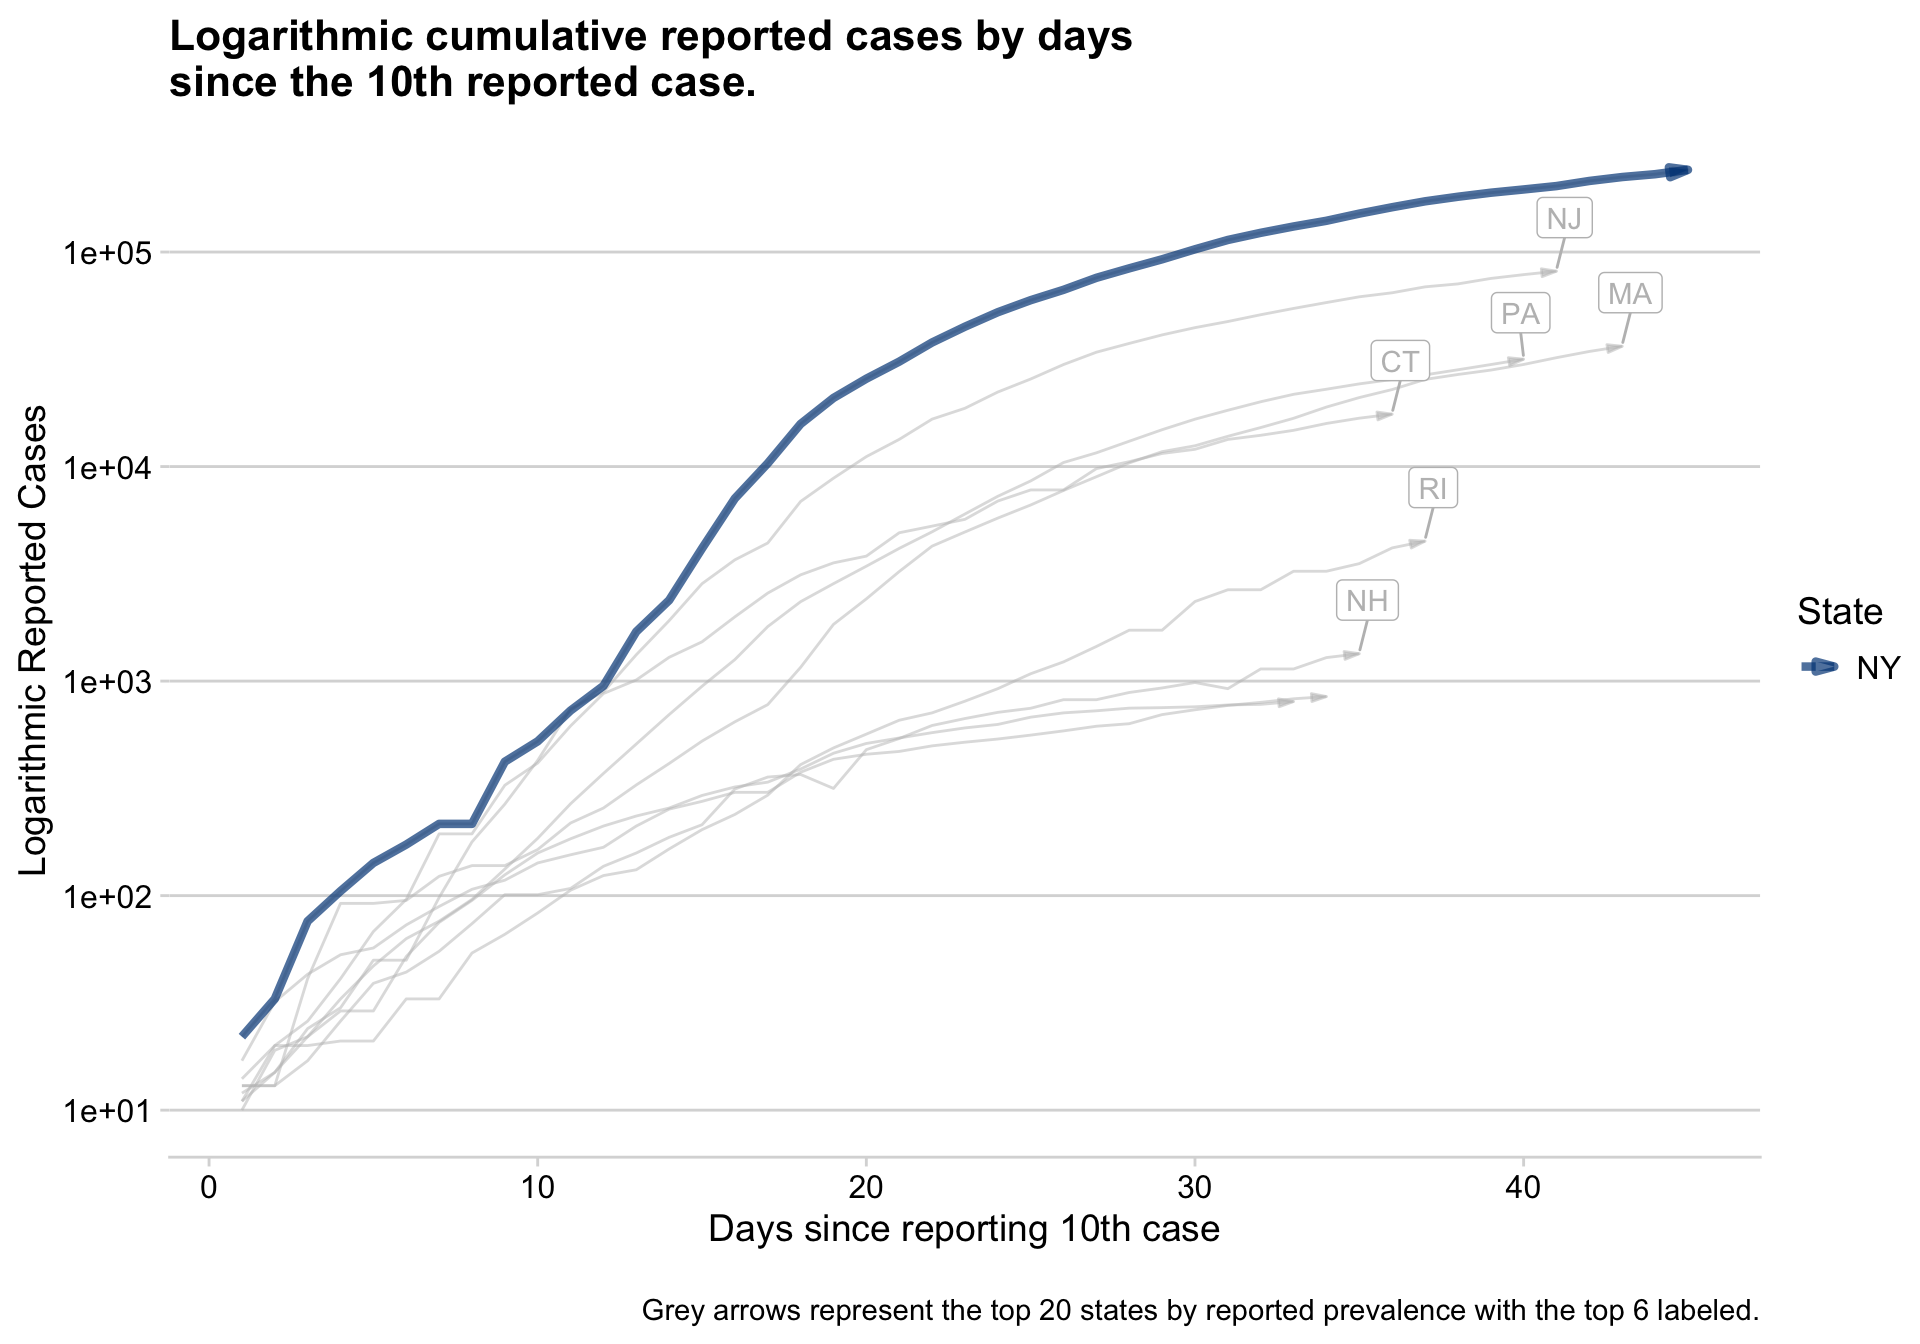 Logarithmic cumulative reported cases by days
since the 10th reported case.
Logarithmic Reported Cases
1e+05
1e+04
1e+03
1e+02
1e+01
NJ
MA
PA
CT
RI
NH
State
NY
0 10 20 30 40
Days since reporting 10th case
Grey arrows represent the top 20 states by reported prevalence with the top 6 labeled.